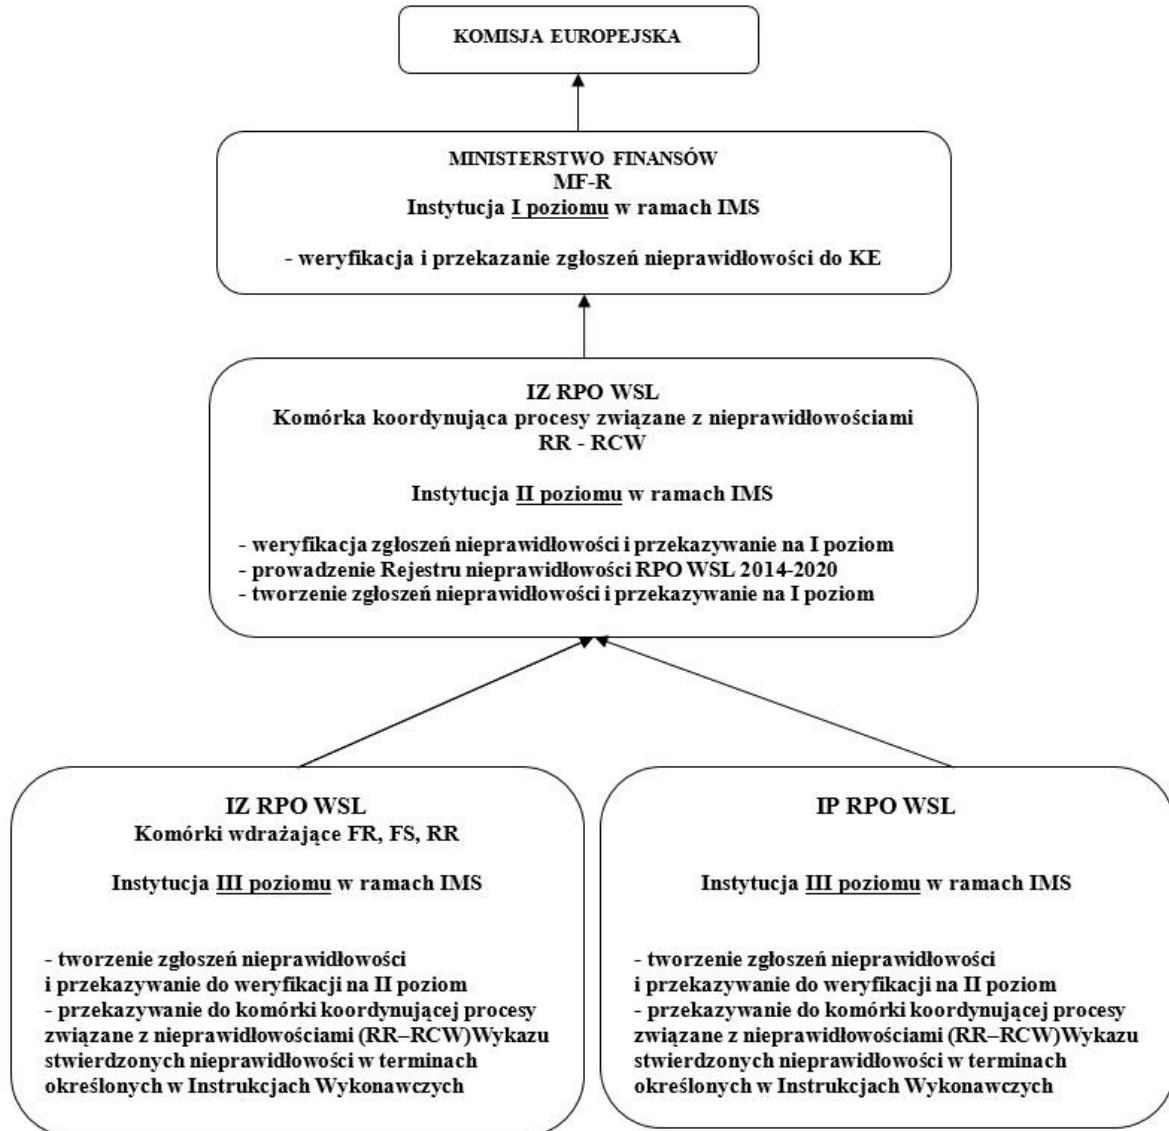 KOMISJA EUROPEJSKA
MINISTERSTWO FINANSÓW
MF-R
Instytucja I poziomu w ramach IMS
- weryfikacja i przekazanie zgłoszeń nieprawidłowości do KE
IZ RPO WSL
Komórka koordynująca procesy związane z nieprawidłowościami
RR - RCW
Instytucja II poziomu w ramach IMS
- weryfikacja zgłoszeń nieprawidłowości i przekazywanie na I poziom
- prowadzenie Rejestru nieprawidłowości RPO WSL 2014-2020
- tworzenie zgłoszeń nieprawidłowości i przekazywanie na I poziom
IZ RPO WSL
Komórki wdrażające FR, FS, RR
Instytucja III poziomu w ramach IMS
- tworzenie zgłoszeń nieprawidłowości
i przekazywanie do weryfikacji na II poziom
- przekazywanie do komórki koordynującej procesy
związane z nieprawidłowościami (RR–RCW)Wykazu
stwierdzonych nieprawidłowości w terminach
określonych w Instrukcjach Wykonawczych
IP RPO WSL
Instytucja III poziomu w ramach IMS
- tworzenie zgłoszeń nieprawidłowości
i przekazywanie do weryfikacji na II poziom
- przekazywanie do komórki koordynującej procesy
związane z nieprawidłowościami (RR–RCW)Wykazu
stwierdzonych nieprawidłowości w terminach
określonych w Instrukcjach Wykonawczych